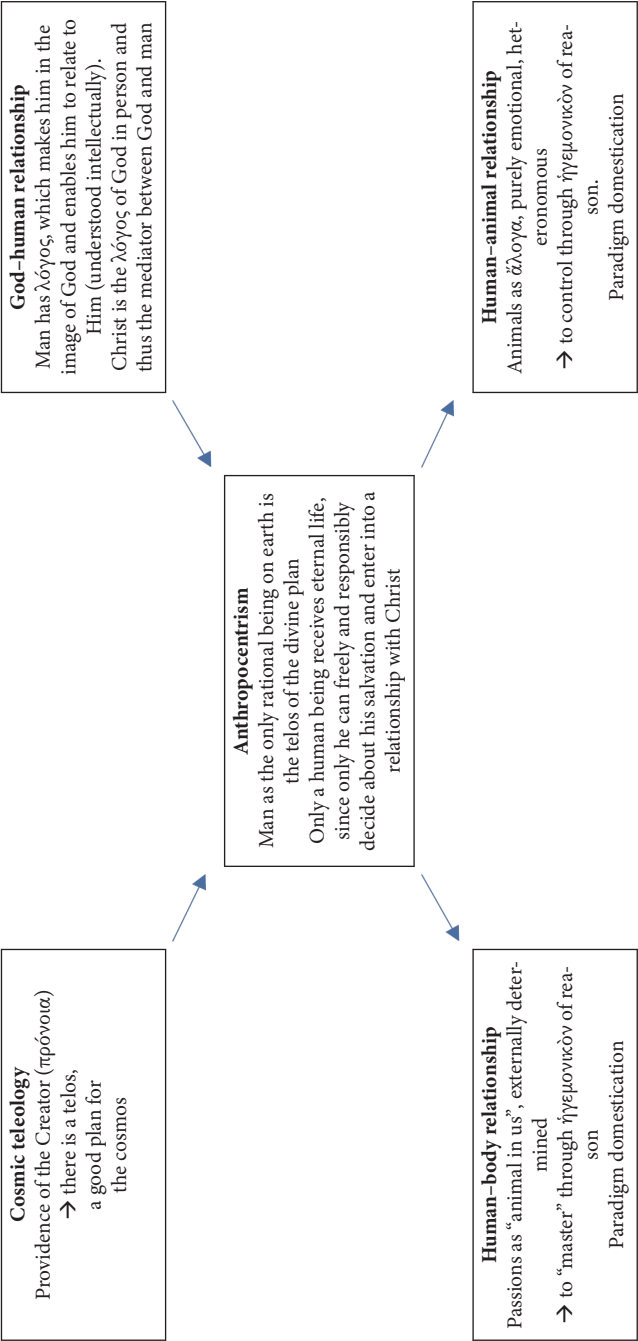 Cosmic teleology
Providence of the Creator (πρόνοια)
→ there is a telos,
a good plan for
the cosmos
God–human relationship
Man has λόγος, which makes him in the
image of God and enables him to relate to
Him (understood intellectually).
Christ is the λόγος of God in person and
thus the mediator between God and man
Anthropocentrism
Man as the only rational being on earth is
the telos of the divine plan
Only a human being receives eternal life,
since only he can freely and responsibly
decide about his salvation and enter into a
relationship with Christ
Human–body relationship
Passions as “animal in us”, externally deter-
mined
→ to “master” through ἡγεμονικὸν of rea-
son
Paradigm domestication
Human–animal relationship
Animals as ἄλογα, purely emotional, het-
eronomous
→ to control through ἡγεμονικὸν of rea-
son.
Paradigm domestication